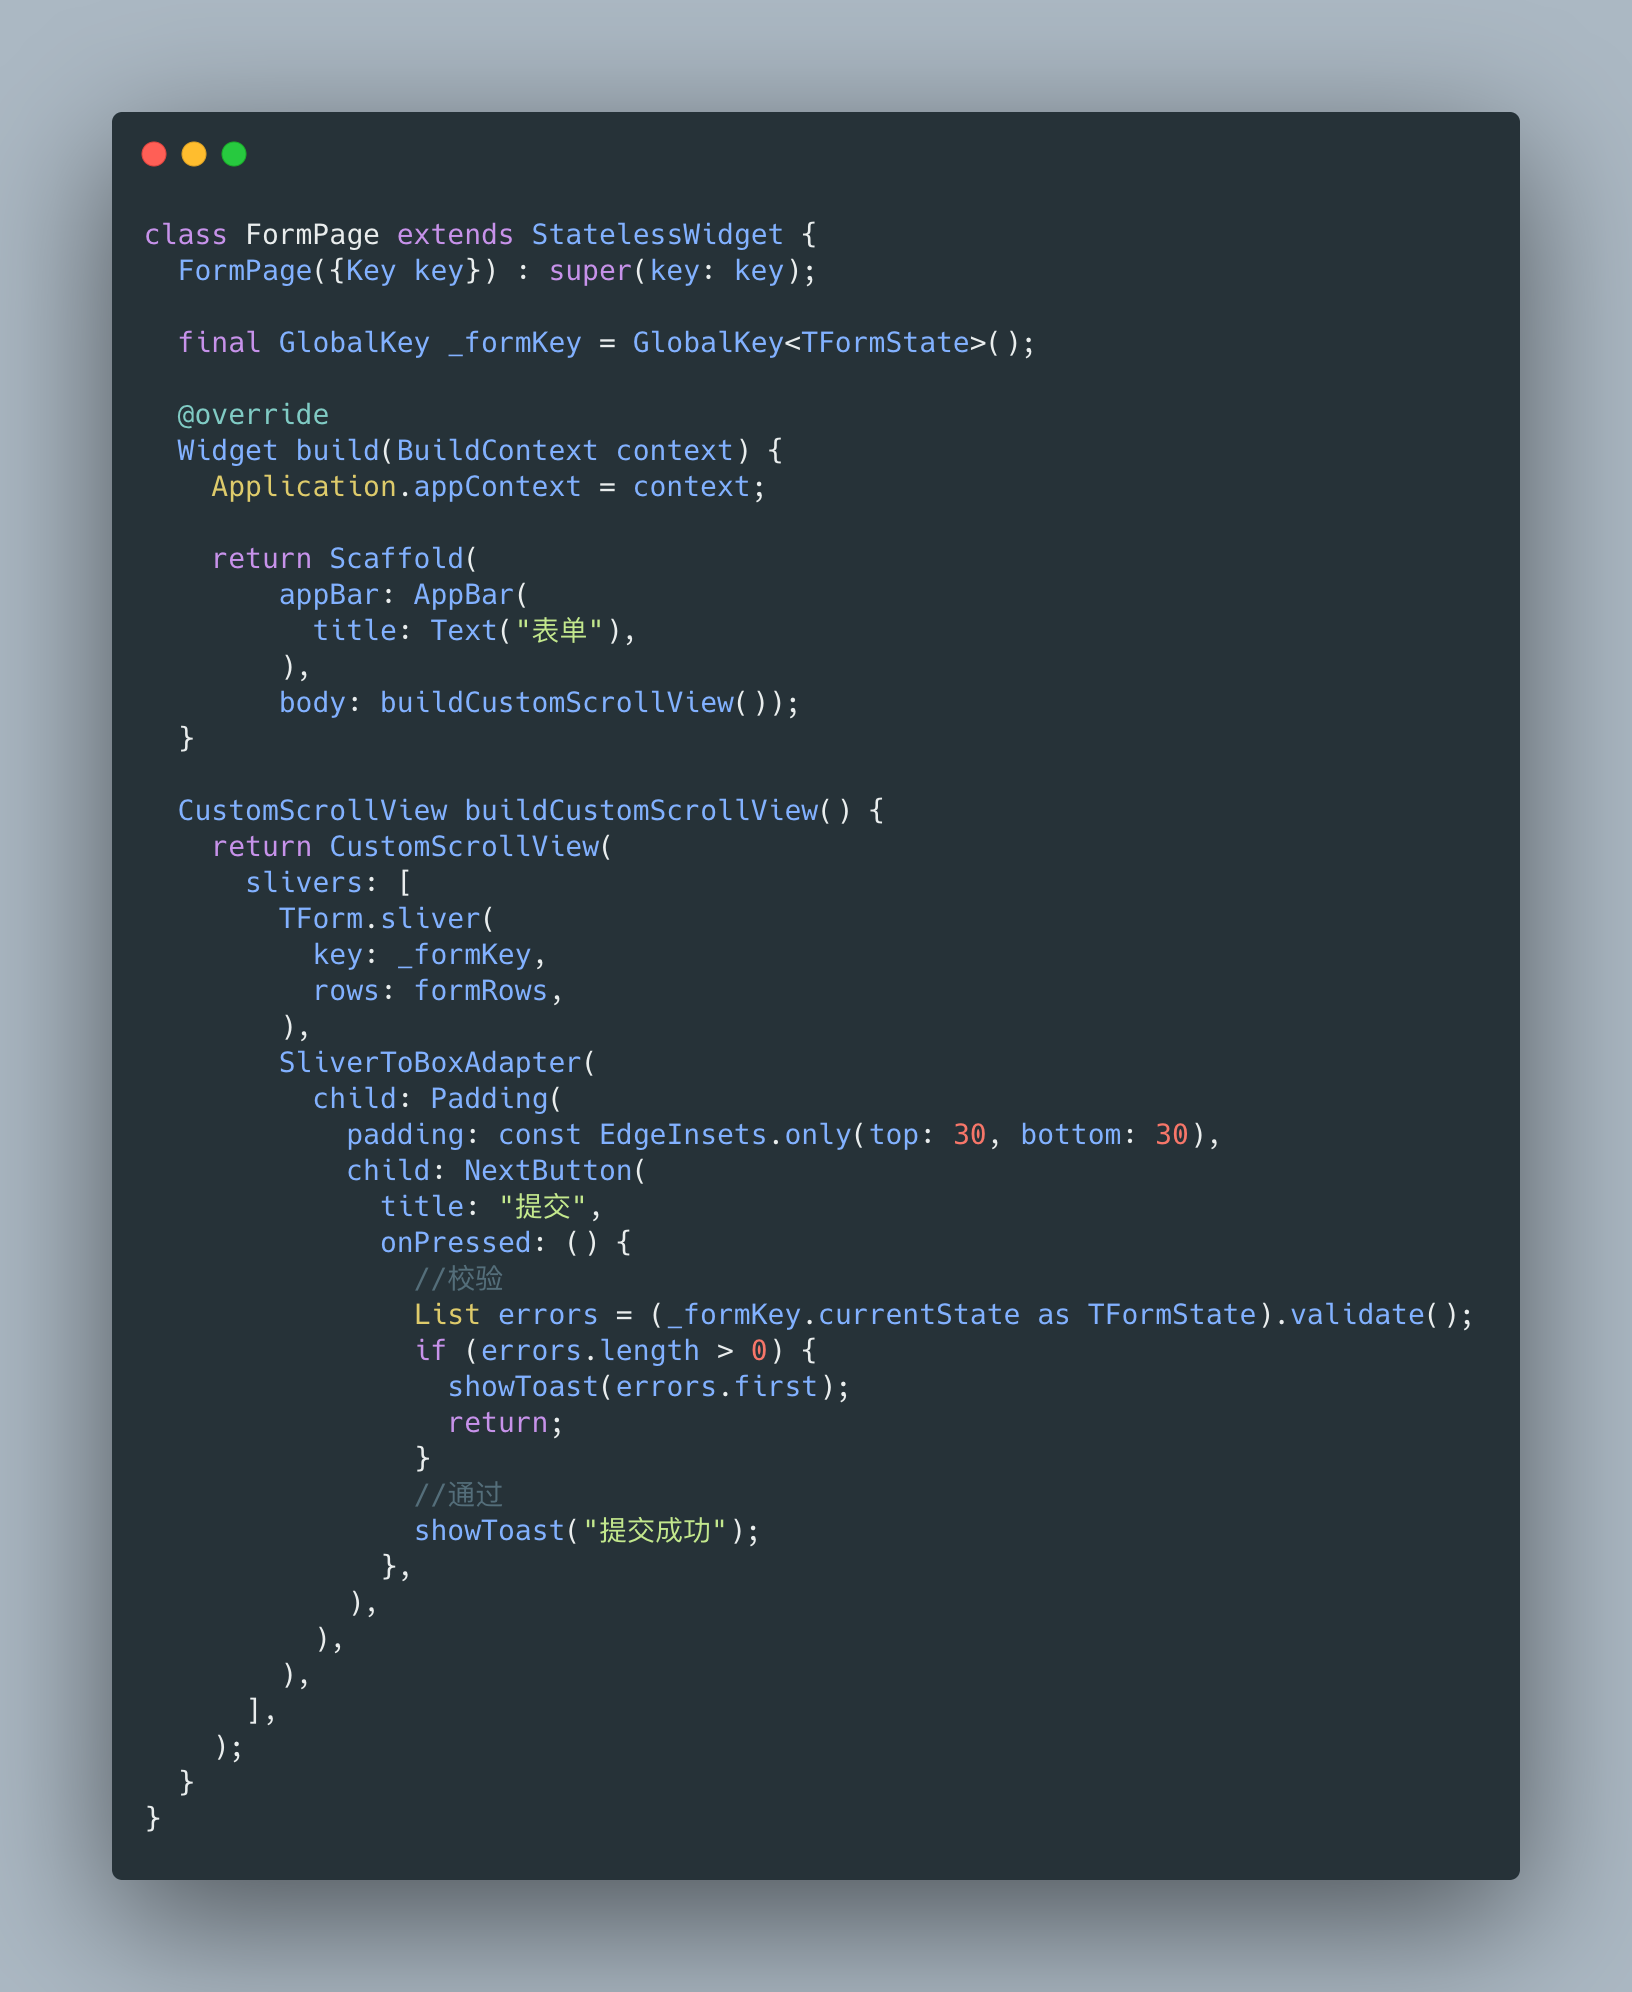 class FormPage extends StatelessWidget {
  FormPage({Key key}) : super(key: key);

  final GlobalKey _formKey = GlobalKey<TFormState>();

  @override
  Widget build(BuildContext context) {
    Application.appContext = context;

    return Scaffold(
        appBar: AppBar(
          title: Text("表单"),
        ),
        body: buildCustomScrollView());
  }

  CustomScrollView buildCustomScrollView() {
    return CustomScrollView(
      slivers: [
        TForm.sliver(
          key: _formKey,
          rows: formRows,
        ),
        SliverToBoxAdapter(
          child: Padding(
            padding: const EdgeInsets.only(top: 30, bottom: 30),
            child: NextButton(
              title: "提交",
              onPressed: () {
                //校验
                List errors = (_formKey.currentState as TFormState).validate();
                if (errors.length > 0) {
                  showToast(errors.first);
                  return;
                }
                //通过
                showToast("提交成功");
              },
            ),
          ),
        ),
      ],
    );
  }
}